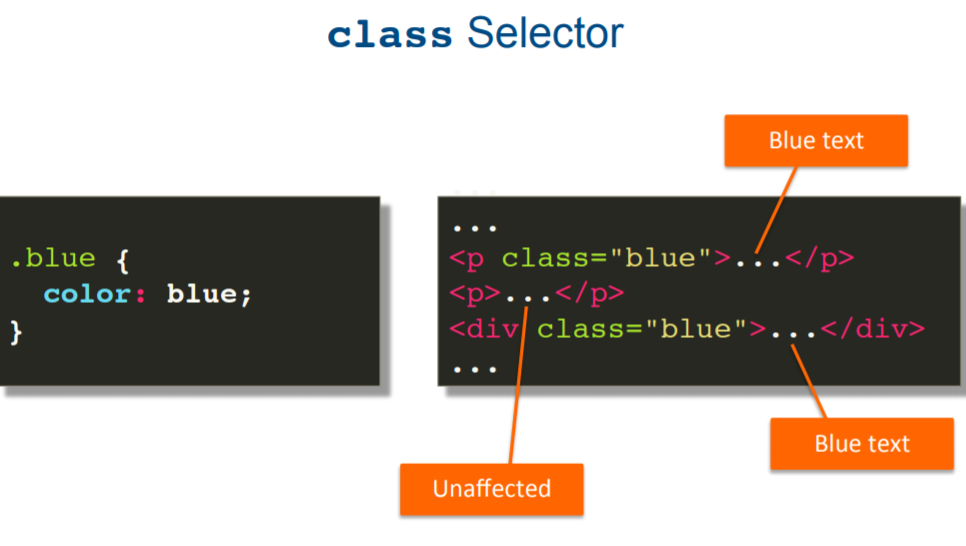 class Selector
Blue text
.blue {
color: blue;
}
...
<p class="blue">...</p>
<p>...</p>
<div class="blue">...</div>
...
Blue text
Unaffected